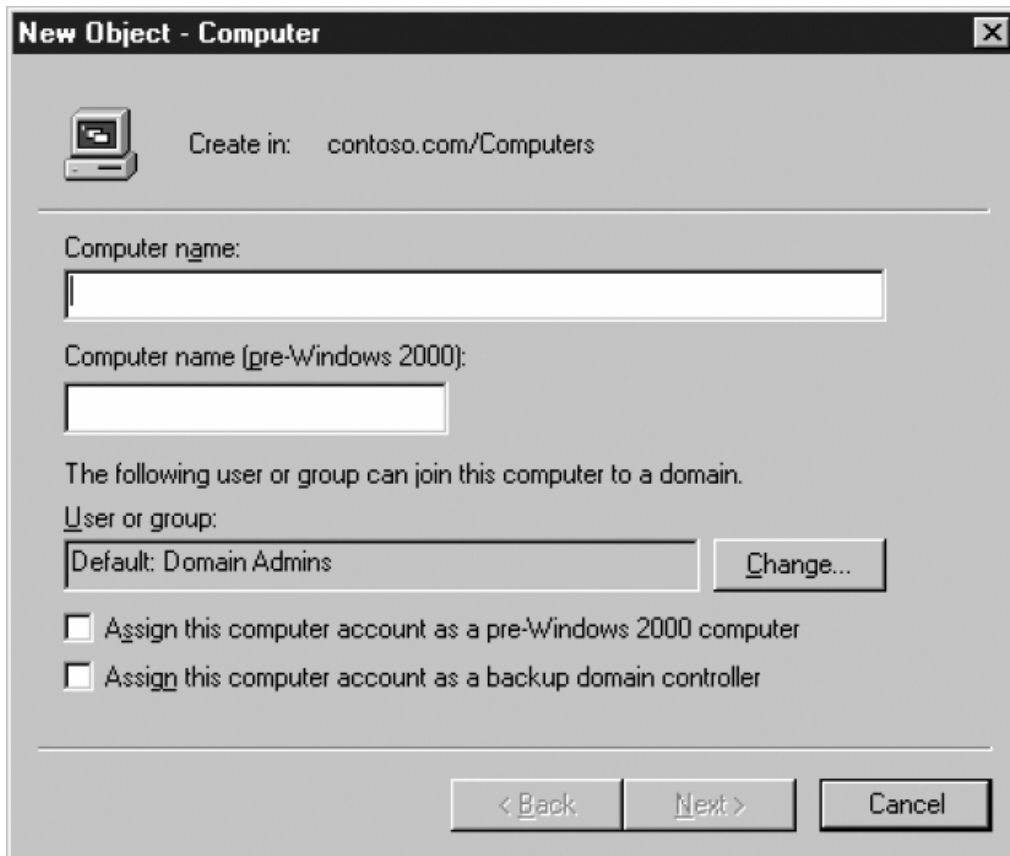 New Object - Computer
Create in: contoso.com/Computers
Computer name:
Computer name (pre-Windows 2000):
The following user or group can join this computer to a domain.
User or group:
Default: Domain Admins
Change...
Assign this computer account as a pre-Windows 2000 computer
Assign this computer account as a backup domain controller
< Back
Next >
Cancel